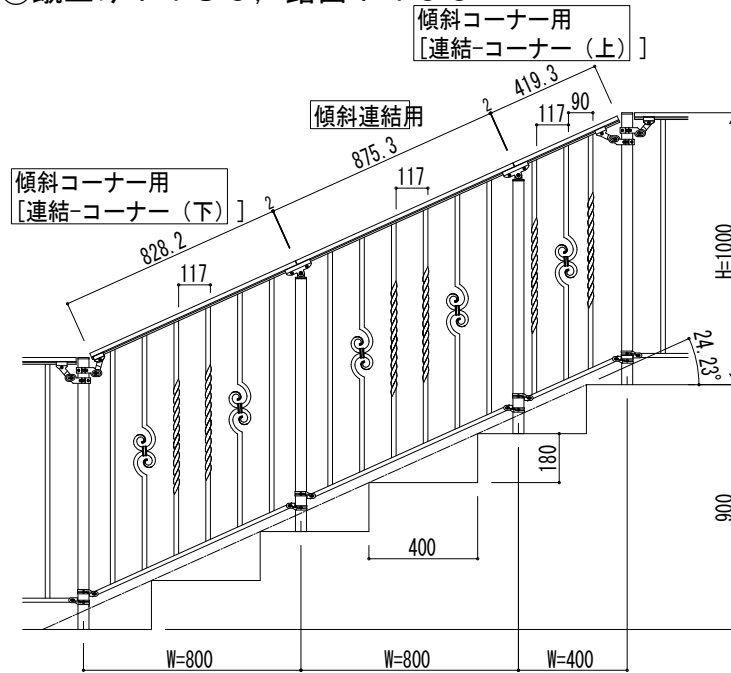 傾斜コーナー用
[連結-コーナー（上）]
419.3
2
117
90
傾斜連結用
875.3
117
傾斜コーナー用
[連結-コーナー（下）]
2
828.2
117
H=1000
24.23°
180
900
400
W=800
W=800
W=400